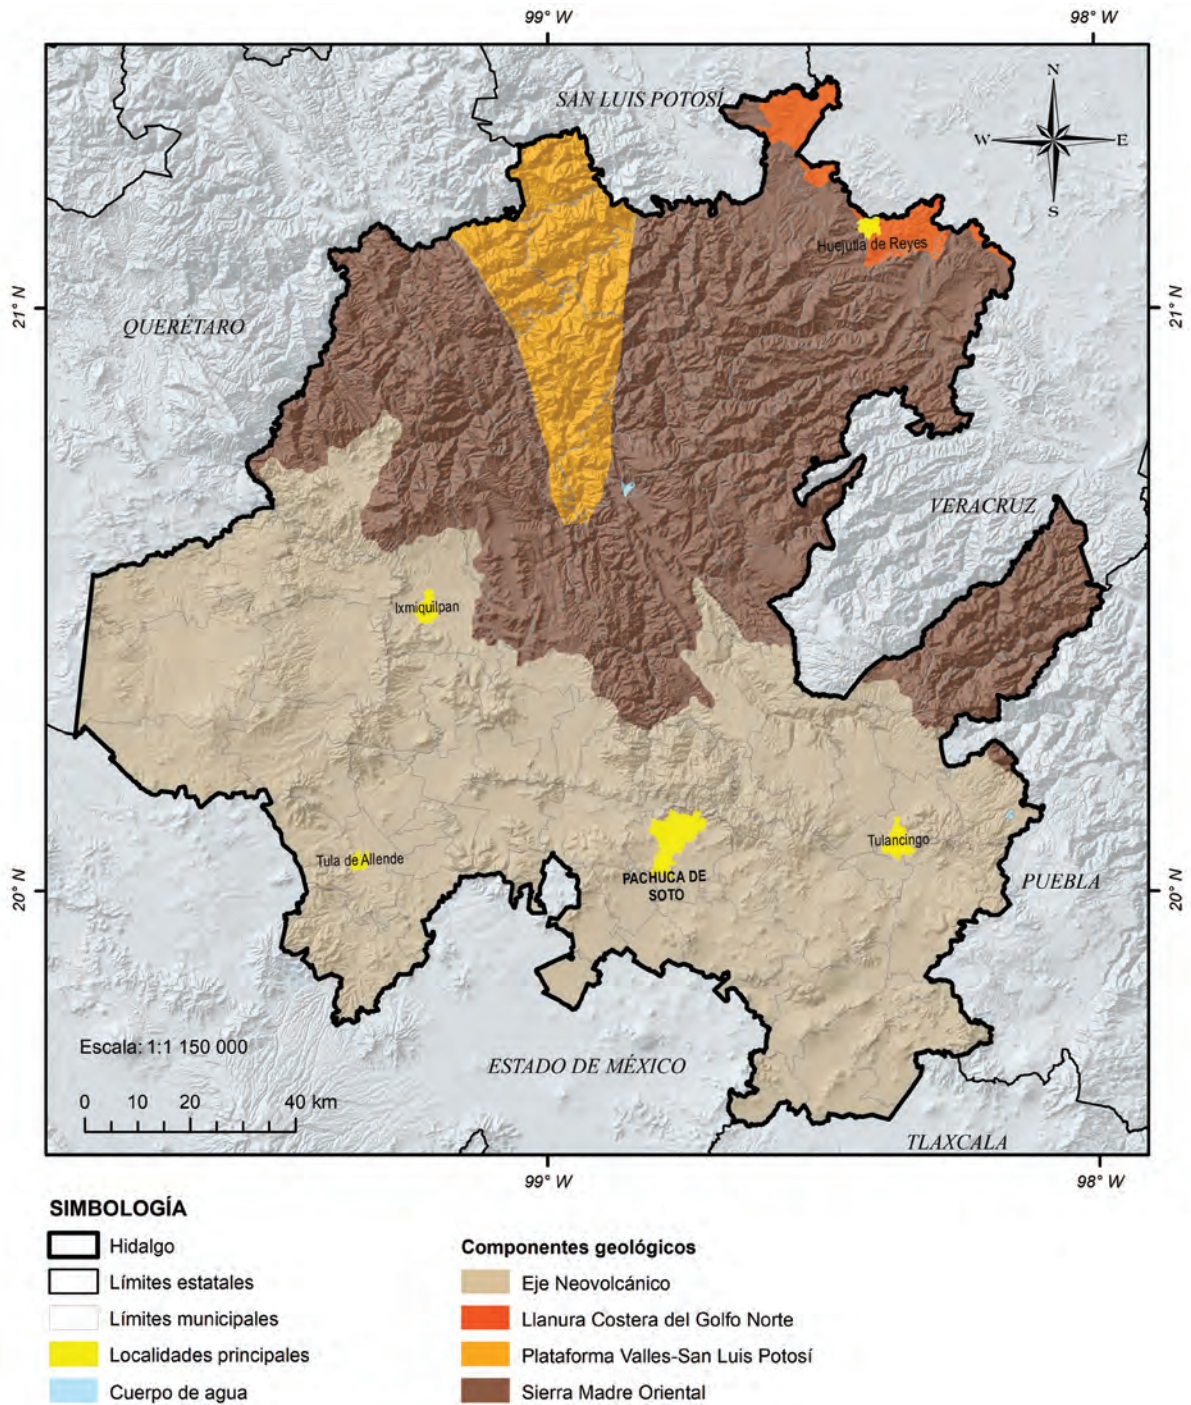 99° W
98° W
SAN LUIS POTOSÍ
N
W
E
S
Huejutla de Reyes
21° N
21° N
QUERÉTARO
VERACRUZ
Ixmiquilpan
Tula de Allende
Tulancingo
PACHUCA DE
SOTO
PUEBLA
20° N
20° N
Escala: 1:1 150 000
ESTADO DE MÉXICO
0 10 20 40 km
TLAXCALA
99° W
98° W
SIMBOLOGÍA
Hidalgo
Límites estatales
Límites municipales
Localidades principales
Cuerpo de agua
Componentes geológicos
Eje Neovolcánico
Llanura Costera del Golfo Norte
Plataforma Valles-San Luis Potosí
Sierra Madre Oriental